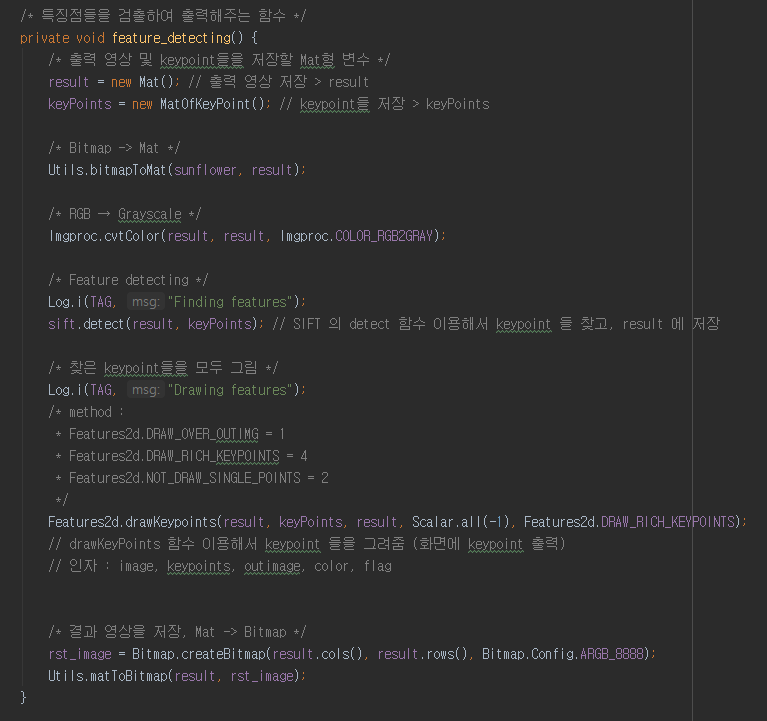 /* 특징점들을 검출하여 출력해주는 함수 */
private void feature_detecting() {
/* 출력 영상 및 keypoint들을 저장할 Mat형 변수 */
result = new Mat(); // 출력 영상 저장 > result
keyPoints = new MatOfKeyPoint(); // keypoint들 저장 > keyPoints
/* Bitmap -> Mat */
Utils.bitmapToMat(sunflower, result);
/* RGB → Grayscale */
Imgproc.cvtColor(result, result, Imgproc.COLOR_RGB2GRAY);
/* Feature detecting */
Log.i(TAG, msg: "Finding features");
sift.detect(result, keyPoints); // SIFT 의 detect 함수 이용해서 keypoint 들 찾고, result 에 저장
/* 찾은 keypoint들을 모두 그림 */
Log.i(TAG, msg: "Drawing features");
/* method :
* Features2d.DRAW_OVER_OUTIMG = 1
* Features2d.DRAW_RICH_KEYPOINTS = 4
* Features2d.NOT_DRAW_SINGLE_POINTS = 2
*/
Features2d.drawKeypoints(result, keyPoints, result, Scalar.all(-1), Features2d.DRAW_RICH_KEYPOINTS);
// drawKeyPoints 함수 이용해서 keypoint 들을 그려줌 (화면에 keypoint 출력)
// 인자 : image, keypoints, outimage, color, flag
/* 결과 영상을 저장, Mat -> Bitmap */
rst_image = Bitmap.createBitmap(result.cols(), result.rows(), Bitmap.Config.ARGB_8888);
Utils.matToBitmap(result, rst_image);
}